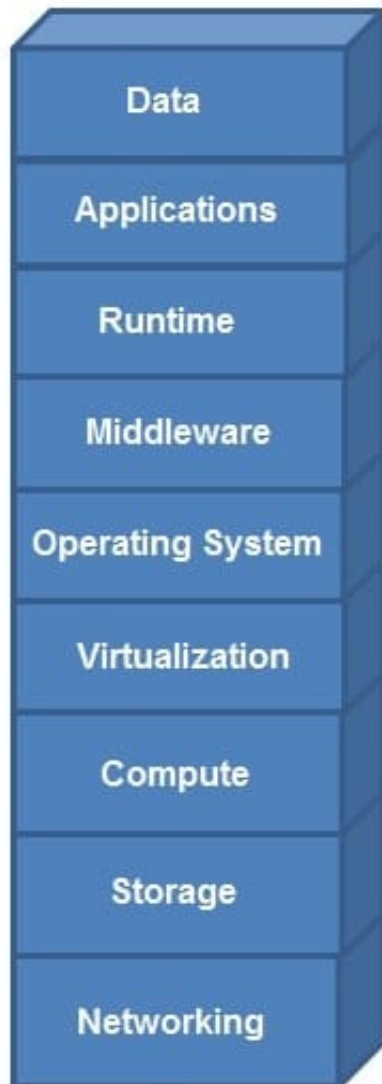 Data
Applications
Runtime
Middleware
Operating System
Virtualization
Compute
Storage
Networking